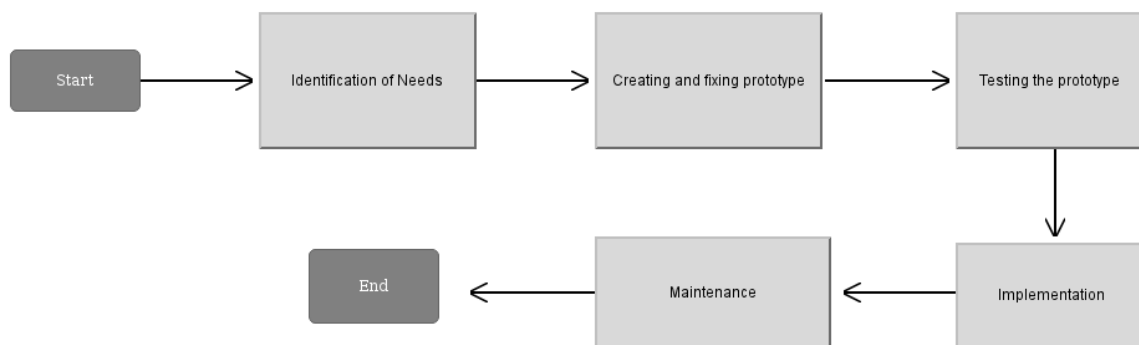 Start
Identification of Needs
Creating and fixing prototype
Testing the prototype
Implementation
Maintenance
End